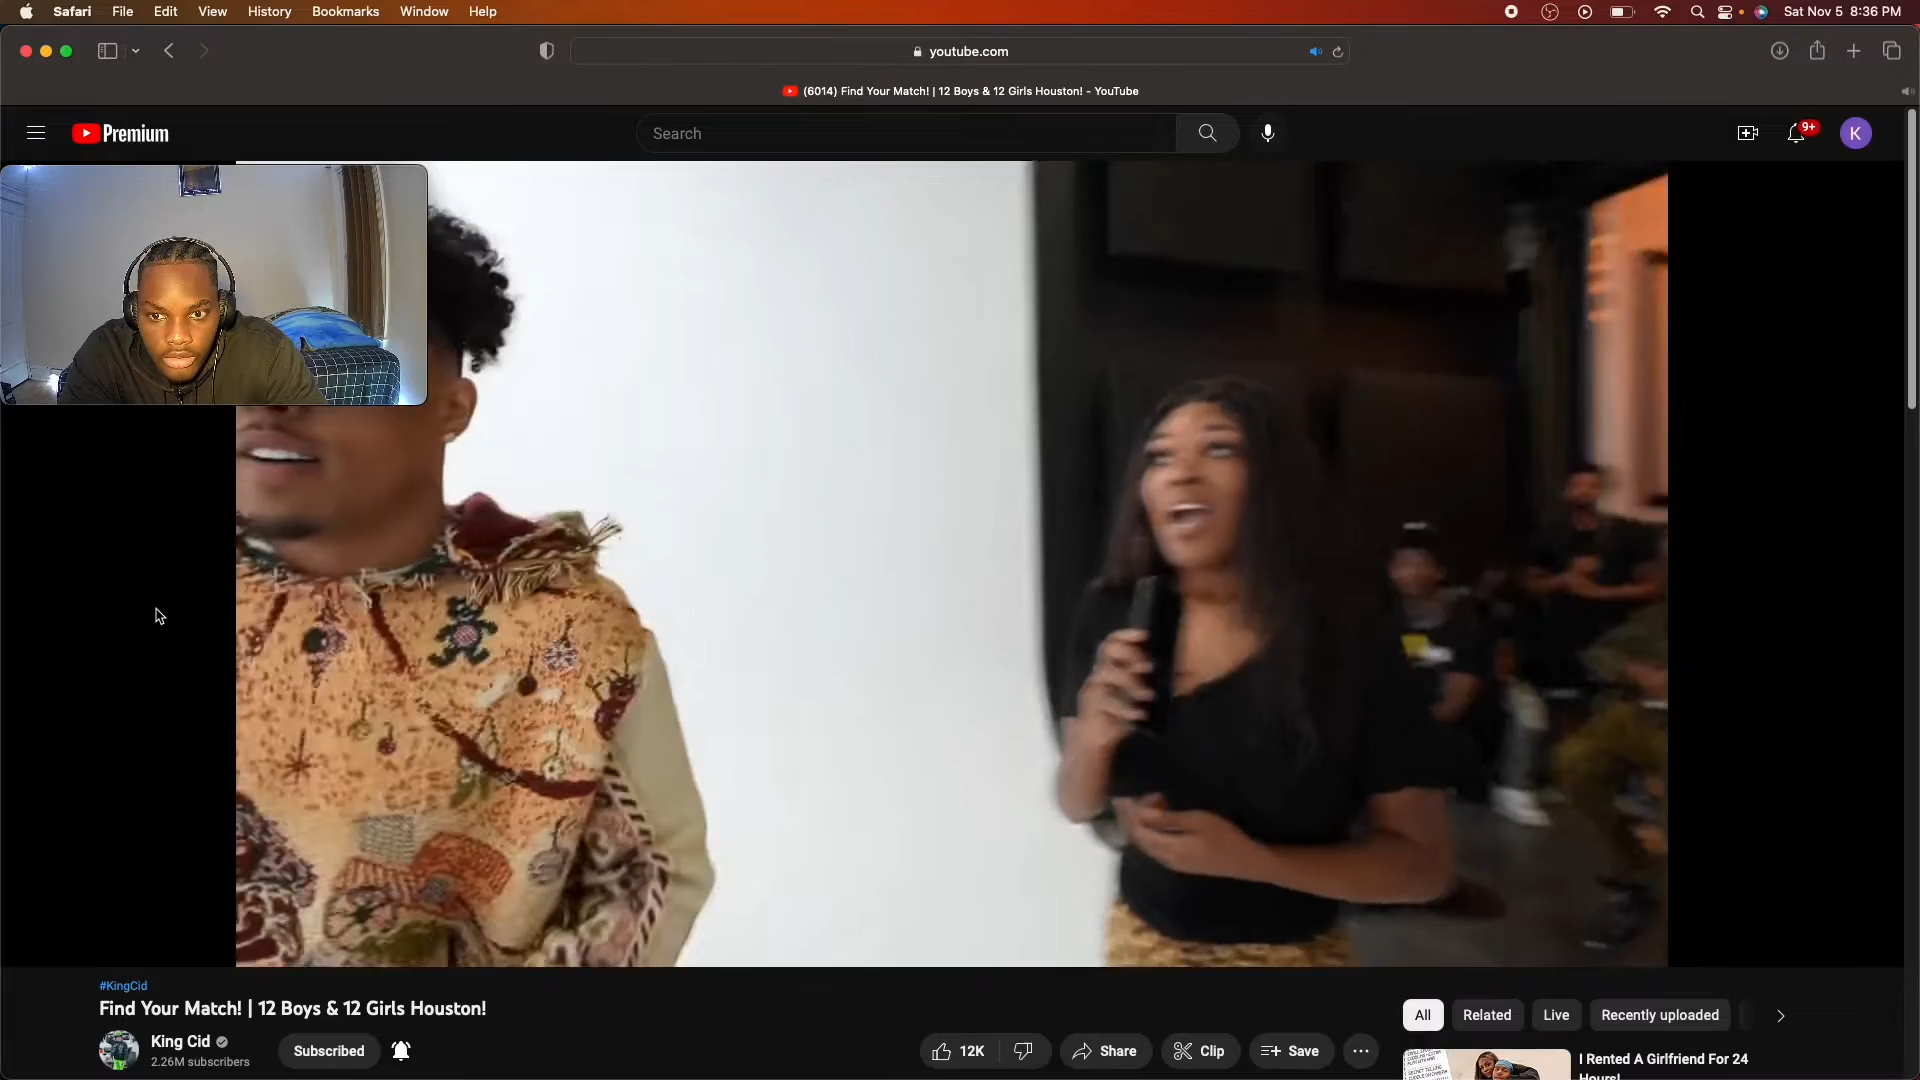 Safari File Edit View History Bookmarks Window Help Sat Nov 5 8:36 PM
youtube.com
(6014) Find Your Match! | 12 Boys & 12 Girls Houston! - YouTube
Premium Search 9+ K
#KingCid
Find Your Match! | 12 Boys & 12 Girls Houston!
King Cid
2.26M subscribers
Subscribed
12K Share Clip Save
All Related Live Recently uploaded
I Rented A Girlfriend For 24
Hours!